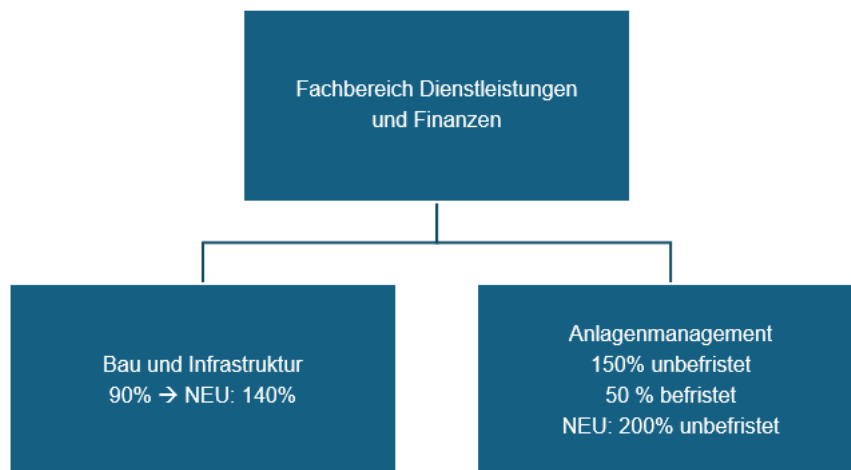 Fachbereich Dienstleistungen
und Finanzen
Bau und Infrastruktur
90% → NEU: 140%
Anlagenmanagement
150% unbefristet
50 % befristet
NEU: 200% unbefristet